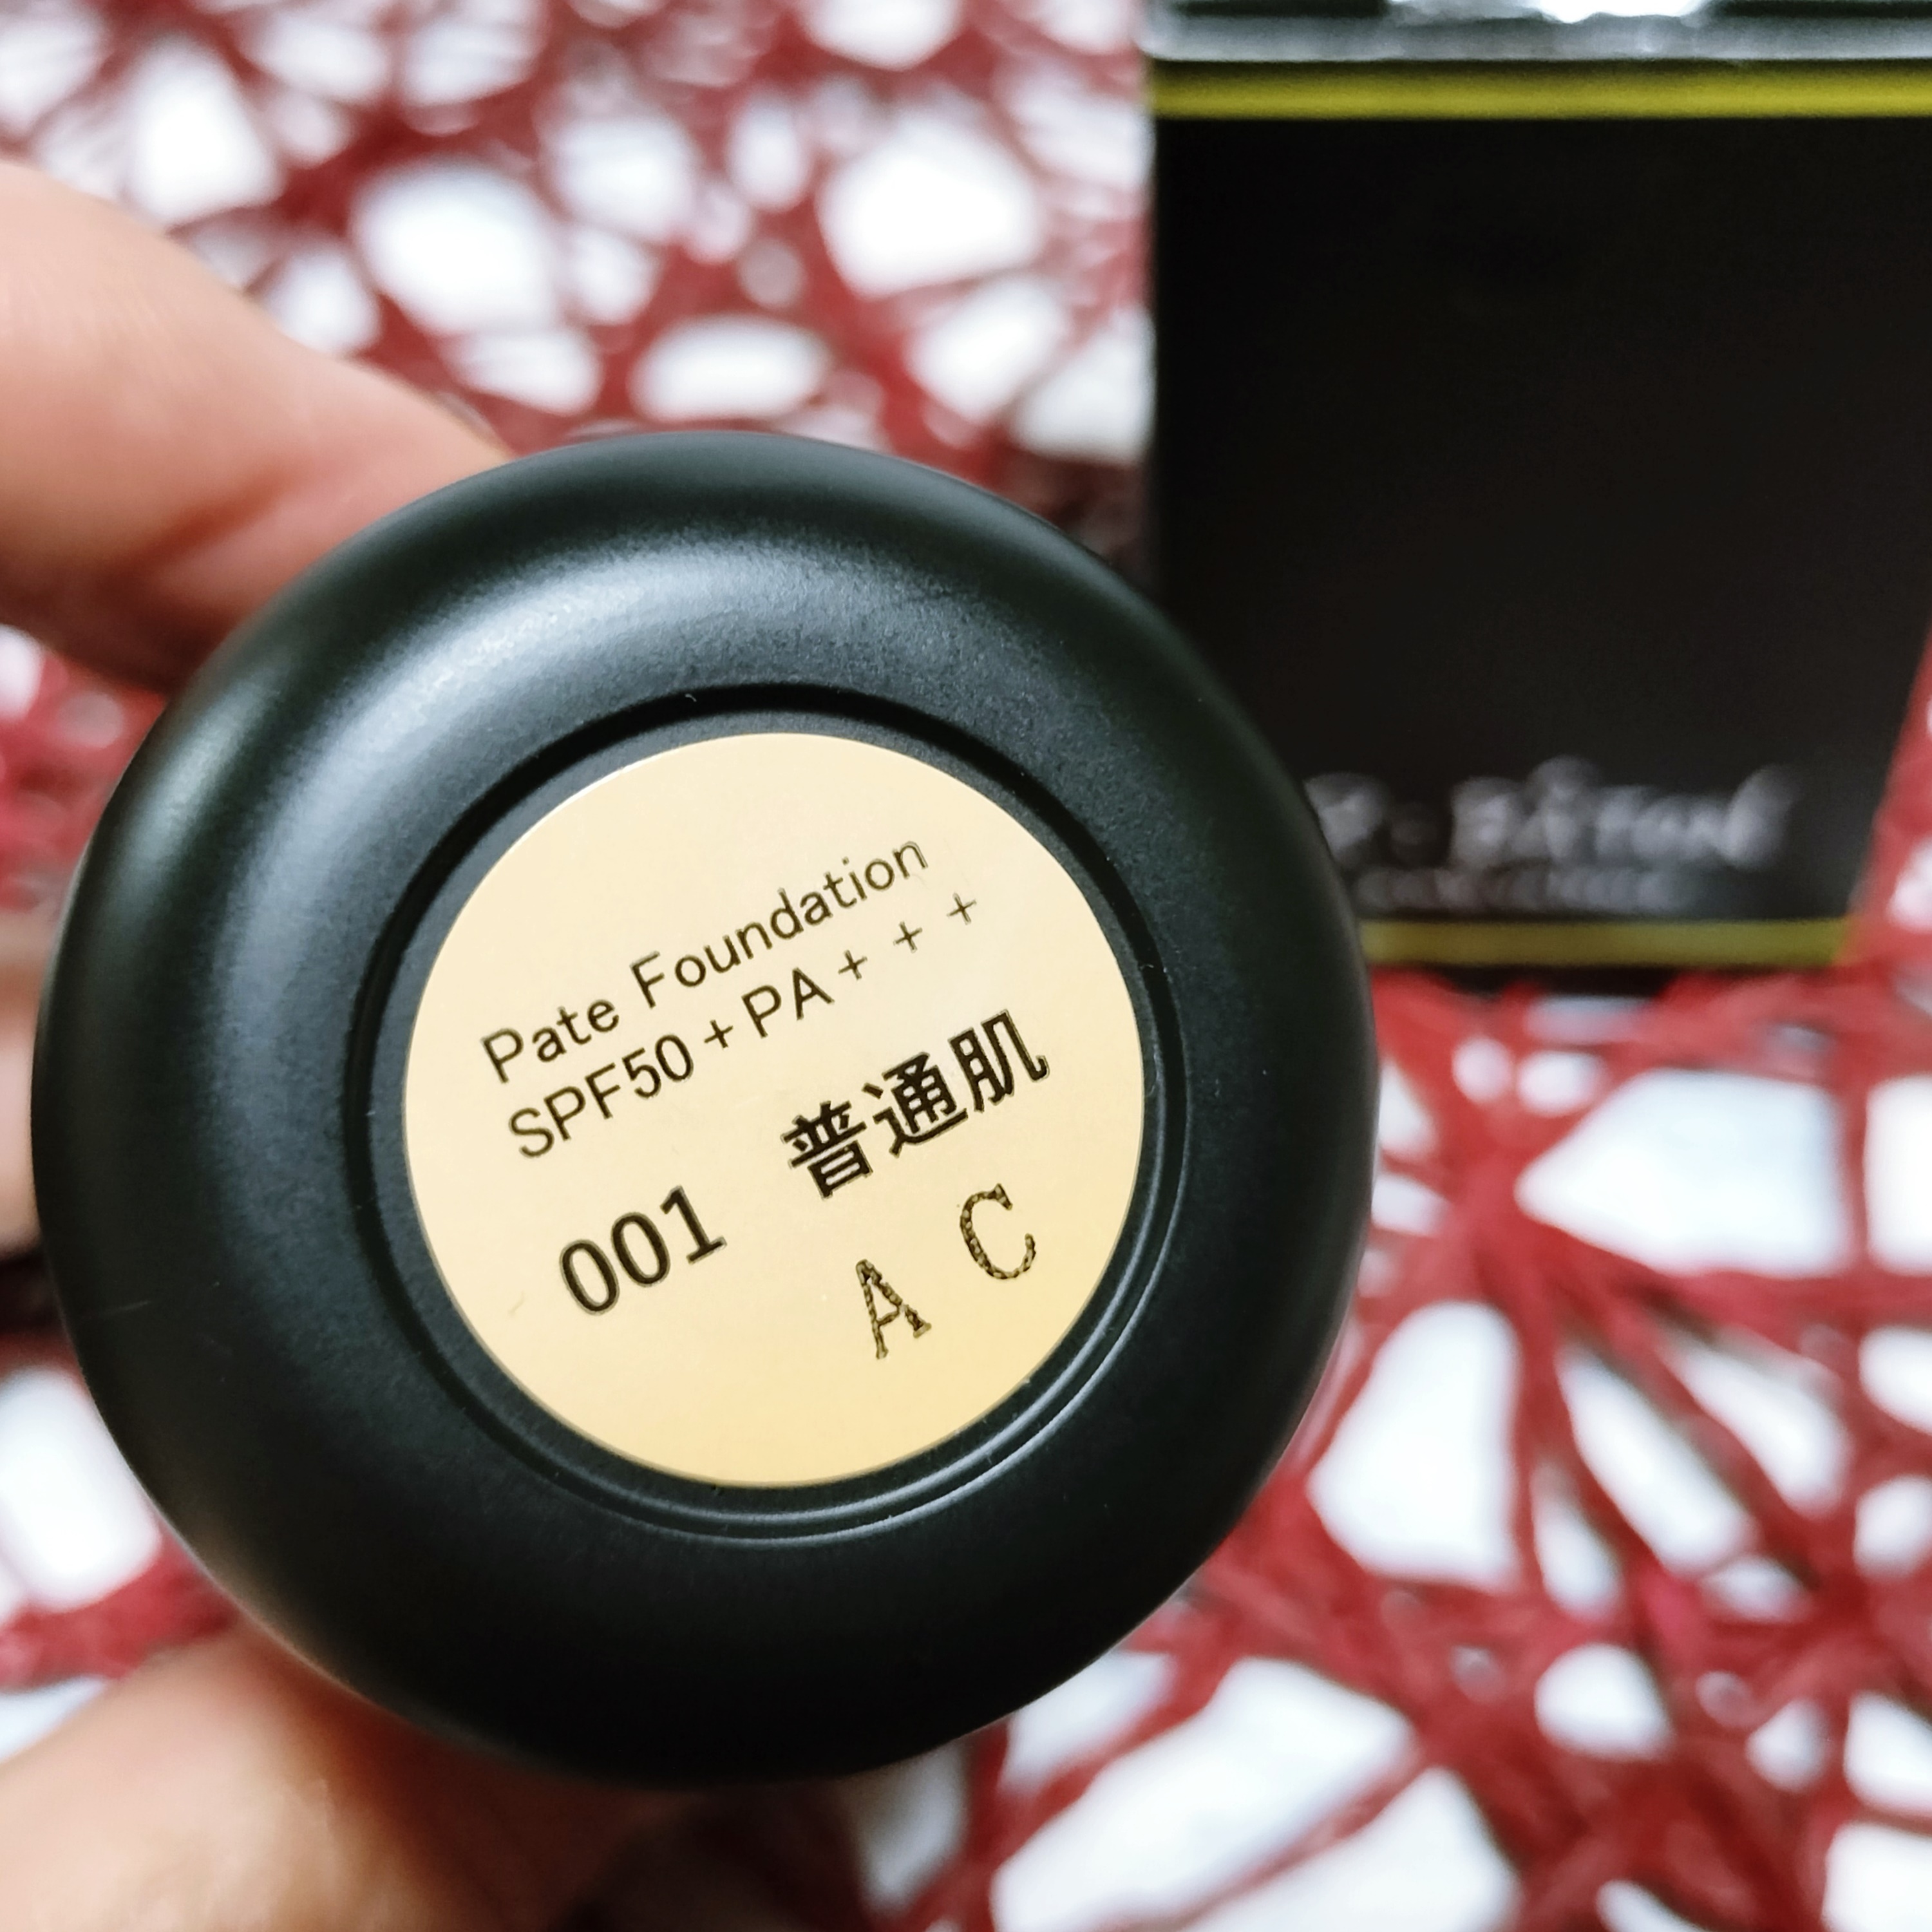 Pate Foundation
SPF50+PA+++
001 普通肌
A C